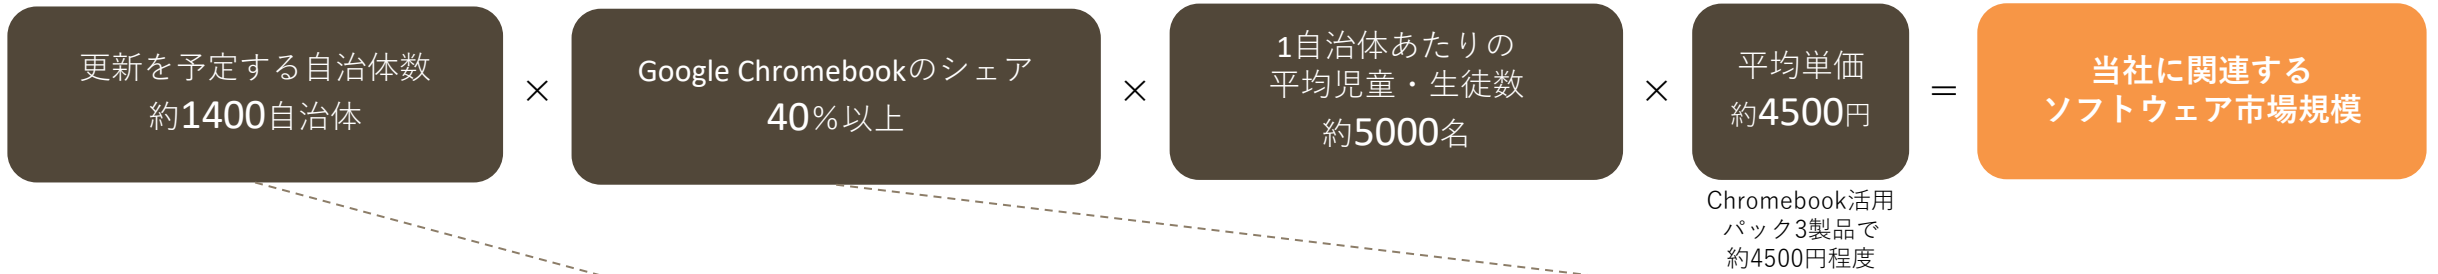 更新を予定する自治体数
約1400自治体
×
Google Chromebookのシェア
40%以上
×
1自治体あたりの
平均児童・生徒数
約5000名
×
平均単価
約4500円
Chromebook活用
パック3製品で
約4500円程度
＝
当社に関連する
ソフトウェア市場規模